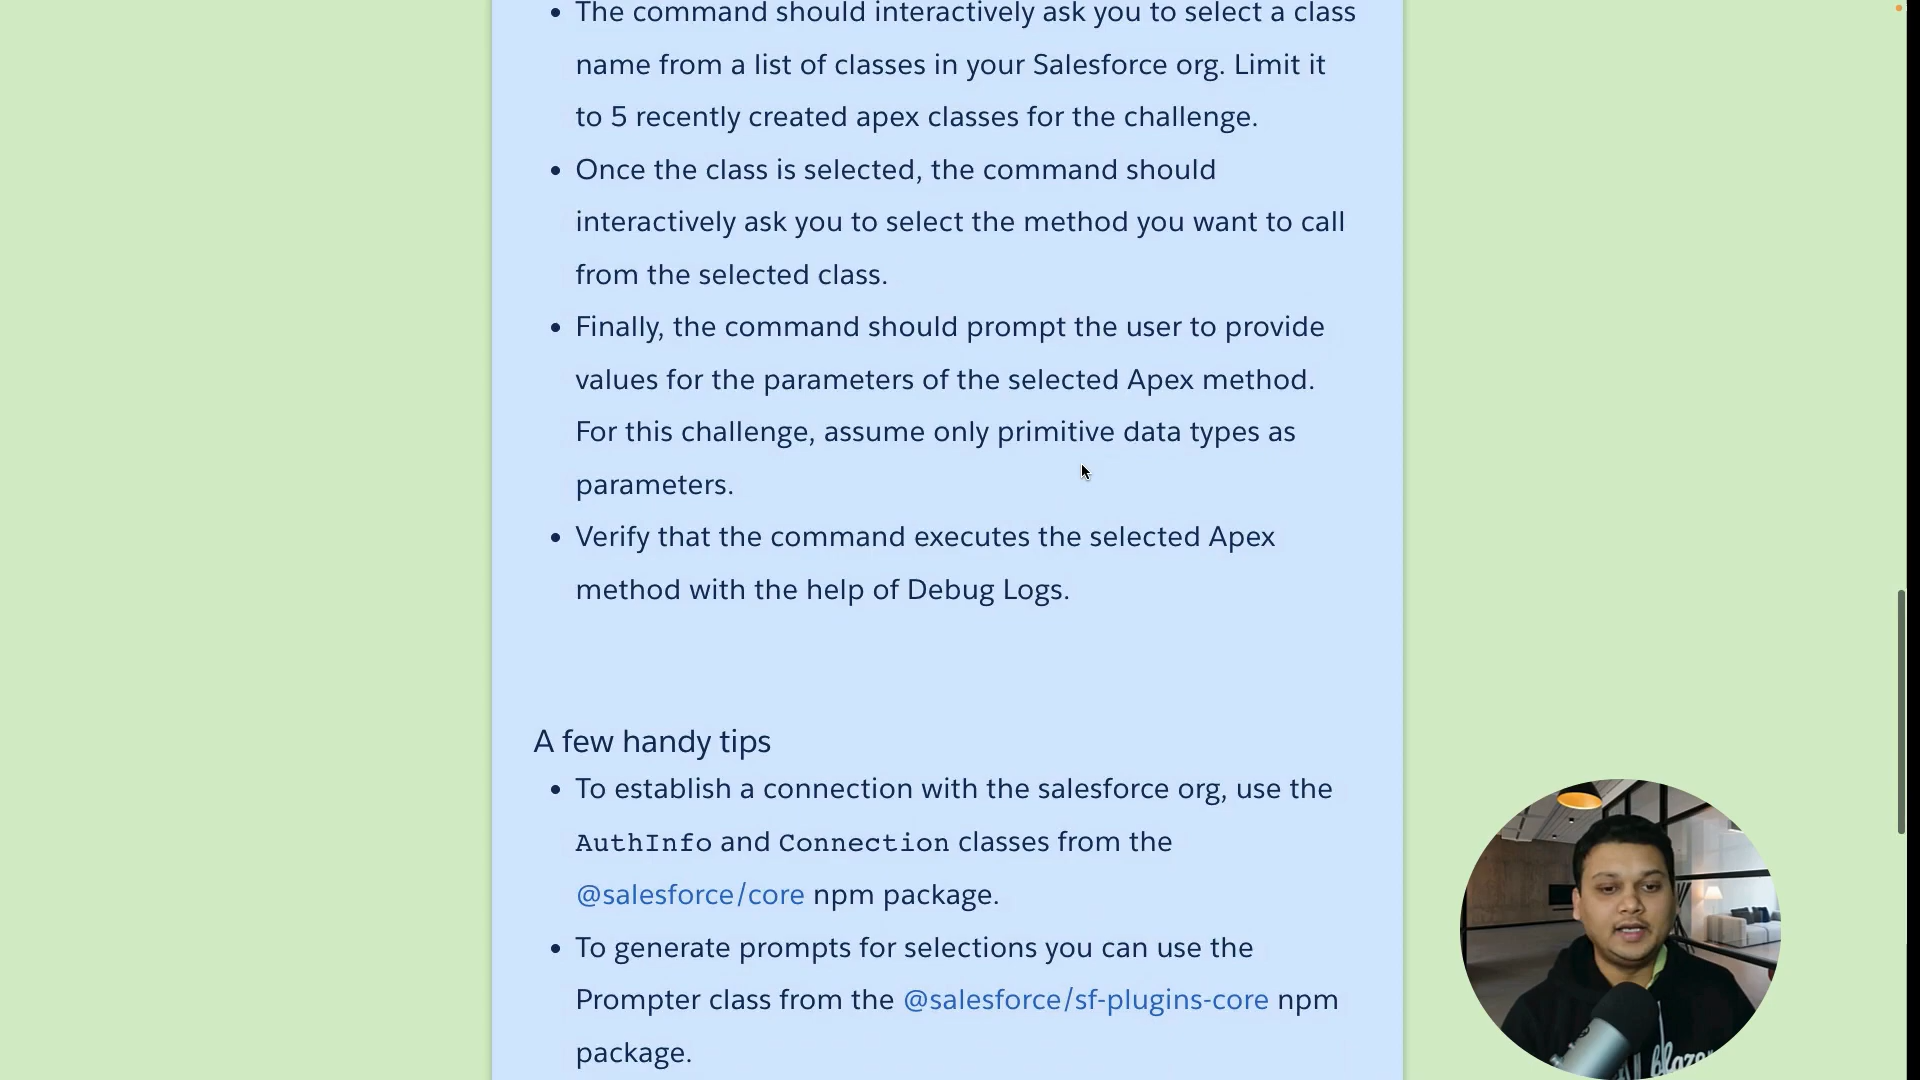 • The command should interactively ask you to select a class
name from a list of classes in your Salesforce org. Limit it
to 5 recently created apex classes for the challenge.
• Once the class is selected, the command should
interactively ask you to select the method you want to call
from the selected class.
• Finally, the command should prompt the user to provide
values for the parameters of the selected Apex method.
For this challenge, assume only primitive data types as
parameters.
• Verify that the command executes the selected Apex
method with the help of Debug Logs.
A few handy tips
• To establish a connection with the salesforce org, use the
AuthInfo and Connection classes from the
@salesforce/core npm package.
• To generate prompts for selections you can use the
Prompter class from the @salesforce/sf-plugins-core npm
package.